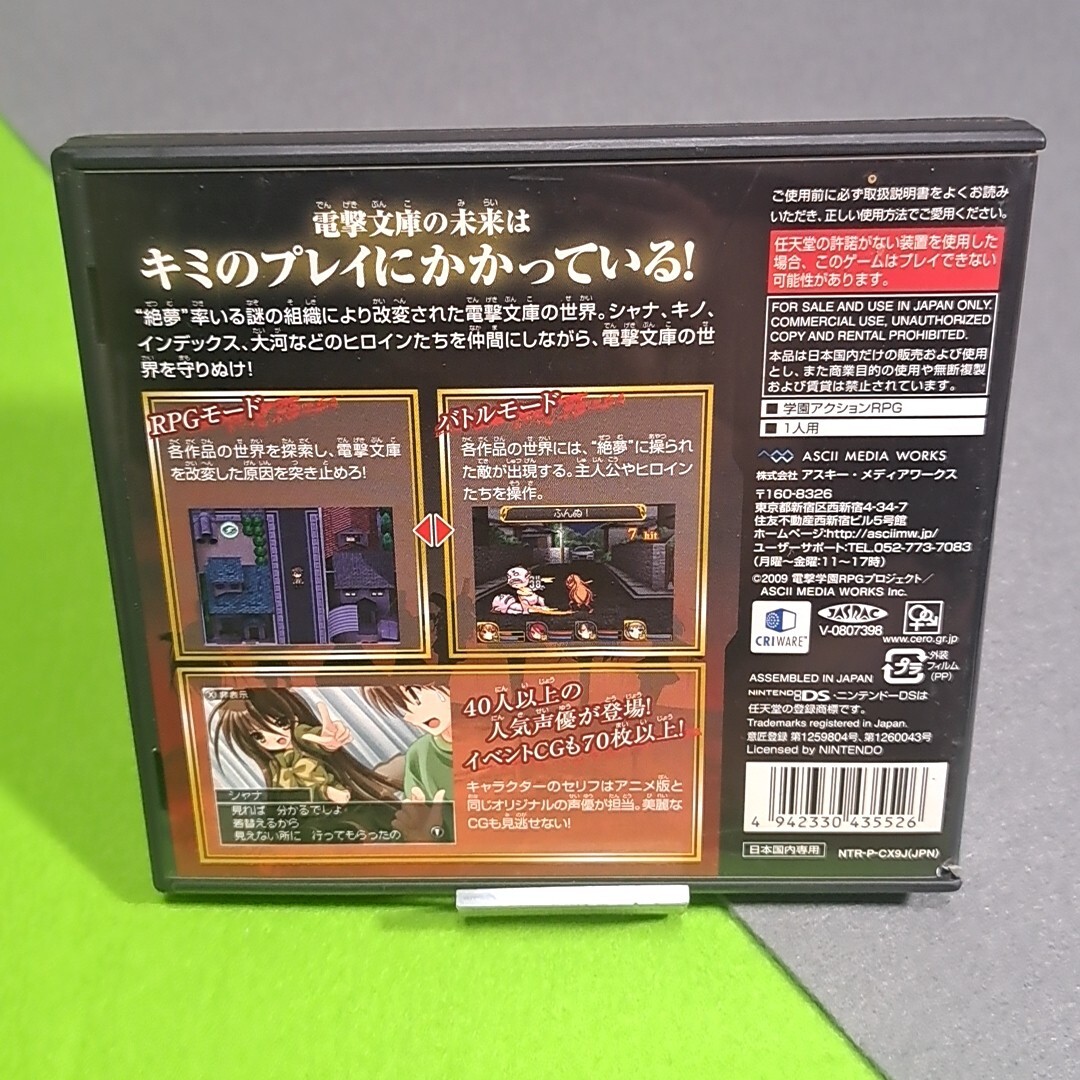 電撃文庫の未来は
キミのプレイにかかっている!
“絶夢”率いる謎の組織により改変された電撃文庫の世界。シャナ、キノ、
インデックス、大河などのヒロインたちを仲間にしながら、電撃文庫の世
界を守りぬけ!
RPGモード
各作品の世界を探索し、電撃文庫
を改変した原因を突き止めろ!
バトルモード
各作品の世界には、“絶夢”に操られ
た敵が出現する。主人公やヒロイン
たちを操作。
ふんぬ!
7 hit
38
40人以上の
人気声優が登場!
イベントCGも70枚以上!
キャラクターのセリフはアニメ版と
同じオリジナルの声優が担当。美麗な
CGも見逃せない!
非表示
シャナ
見れば 分かるでしょ
着替えるから
見えない所に 行ってもらったの
ご使用前に必ず取扱説明書をよくお読み
いただき、正しい使用方法でご愛用ください。
任天堂の許諾がない装置を使用した
場合、このゲームはプレイできない
可能性があります。
FOR SALE AND USE IN JAPAN ONLY.
COMMERCIAL USE, UNAUTHORIZED
COPY AND RENTAL PROHIBITED.
本品は日本国内だけの販売および使用
とし、また商業目的の使用や無断複製
および賃貸は禁止されています。
■ 学園アクションRPG
■ 1人用
ASCII MEDIA WORKS
株式会社 アスキー・メディアワークス
〒160-8326
東京都新宿区西新宿4-34-7
住友不動産西新宿ビル5号館
ホームページ:http://asciimw.jp/
ユーザーサポート:TEL.052-773-7083
(月曜~金曜:11~17時)
©2009 電撃学園RPGプロジェクト/
ASCII MEDIA WORKS Inc.
CRIWARE
JASRAC
V-0807398
www.cero.gr.jp
プラ
外装
フィルム
(PP)
ASSEMBLED IN JAPAN
NINTENDO DS・ニンテンドーDSは
任天堂の登録商標です。
Trademarks registered in Japan.
意匠登録 第1259804号、第1260043号
Licensed by NINTENDO
4 942330 435526
日本国内専用
NTR-P-CX9J(JPN)